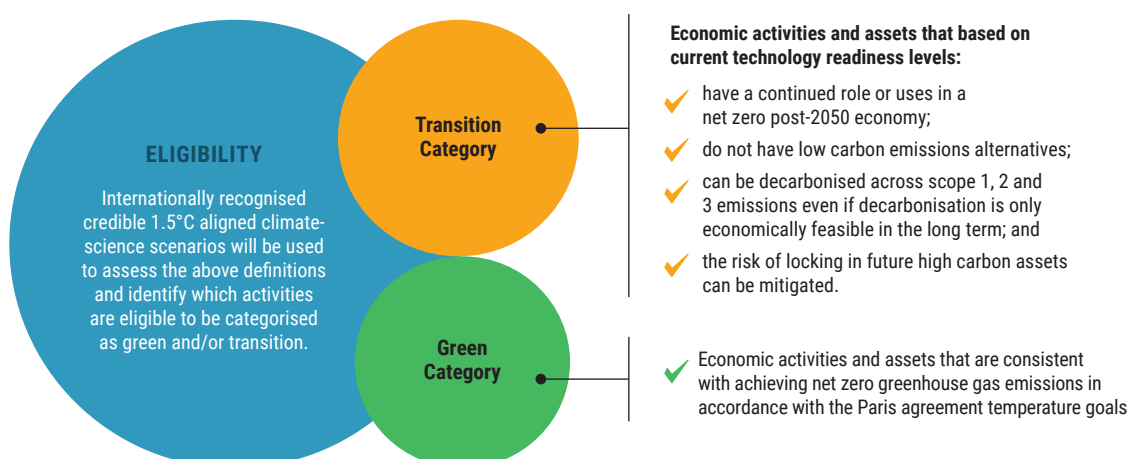 ELIGIBILITY
Internationally recognised
credible 1.5°C aligned climate-
science scenarios will be used
to assess the above definitions
and identify which activities
are eligible to be categorised
as green and/or transition.
Transition
Category
Economic activities and assets that based on
current technology readiness levels:
have a continued role or uses in a
net zero post-2050 economy;
do not have low carbon emissions alternatives;
can be decarbonised across scope 1, 2 and
3 emissions even if decarbonisation is only
economically feasible in the long term; and
the risk of locking in future high carbon assets
can be mitigated.
Green
Category
Economic activities and assets that are consistent
with achieving net zero greenhouse gas emissions in
accordance with the Paris agreement temperature goals